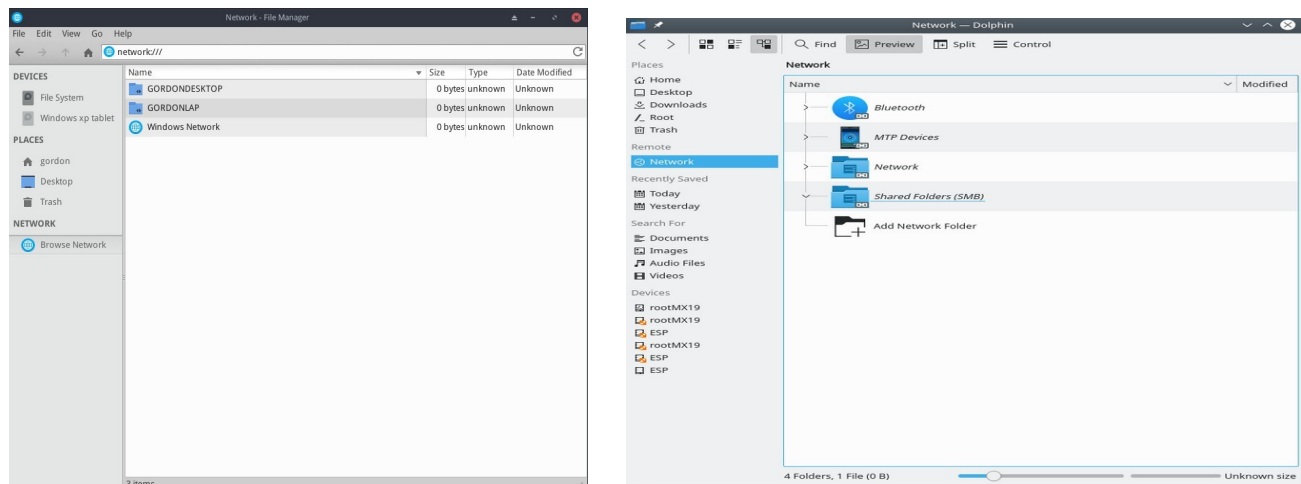 Network - File Manager
File Edit View Go Help
network:///
DEVICES
File System
Windows xp tablet
PLACES
gordon
Desktop
Trash
NETWORK
Browse Network
Name Size Type Date Modified
GORDONDESKTOP 0 bytes unknown Unknown
GORDONLAP 0 bytes unknown Unknown
Windows Network 0 bytes unknown Unknown
3 items
Network — Dolphin
Find Preview Split Control
Places
Home
Desktop
Downloads
Root
Trash
Remote
Network
Recently Saved
Today
Yesterday
Search For
Documents
Images
Audio Files
Videos
Devices
rootMX19
rootMX19
ESP
rootMX19
ESP
ESP
Network
Name Modified
Bluetooth
MTP Devices
Network
Shared Folders (SMB)
Add Network Folder
4 Folders, 1 File (0 B) Unknown size